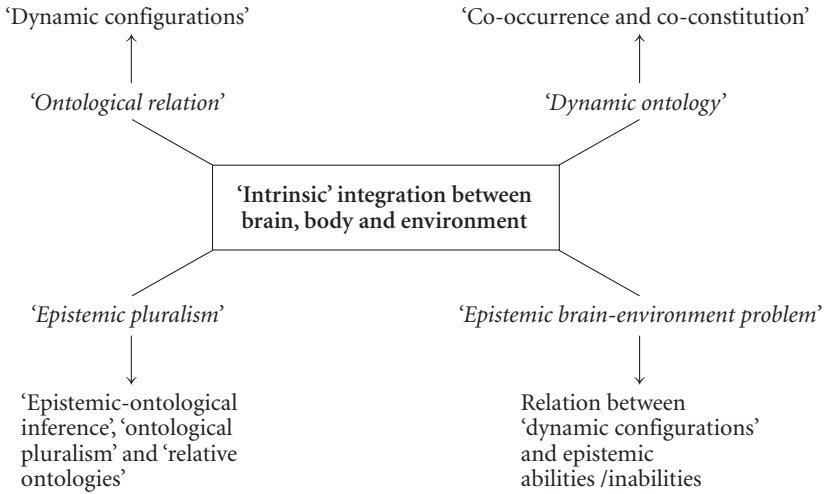 ‘Dynamic configurations’
‘Co-occurrence and co-constitution’
‘Ontological relation’
‘Dynamic ontology’
‘Intrinsic’ integration between
brain, body and environment
‘Epistemic pluralism’
‘Epistemic brain-environment problem’
‘Epistemic-ontological
inference’, ‘ontological
pluralism’ and ‘relative
ontologies’
Relation between
‘dynamic configurations’
and epistemic
abilities /inabilities